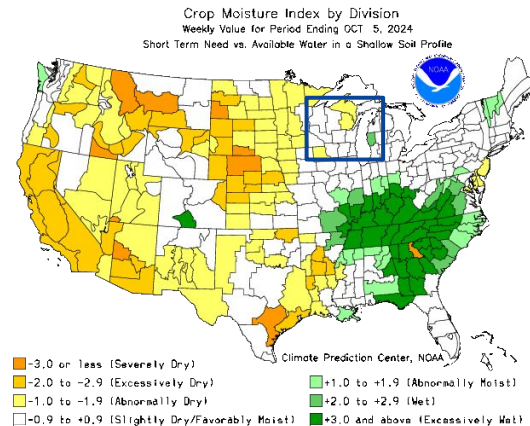 Crop Moisture Index by Division
Weekly Value for Period Ending OCT 5, 2024
Short Term Need vs. Available Water in a Shallow Soil Profile
NOAA
Climate Prediction Center, NOAA
-3.0 or less (Severely Dry)
-2.0 to -2.9 (Excessively Dry)
-1.0 to -1.9 (Abnormally Dry)
-0.9 to +0.9 (Slightly Dry/Favorably Moist)
+1.0 to +1.9 (Abnormally Moist)
+2.0 to +2.9 (Wet)
+3.0 and above (Excessively Wet)